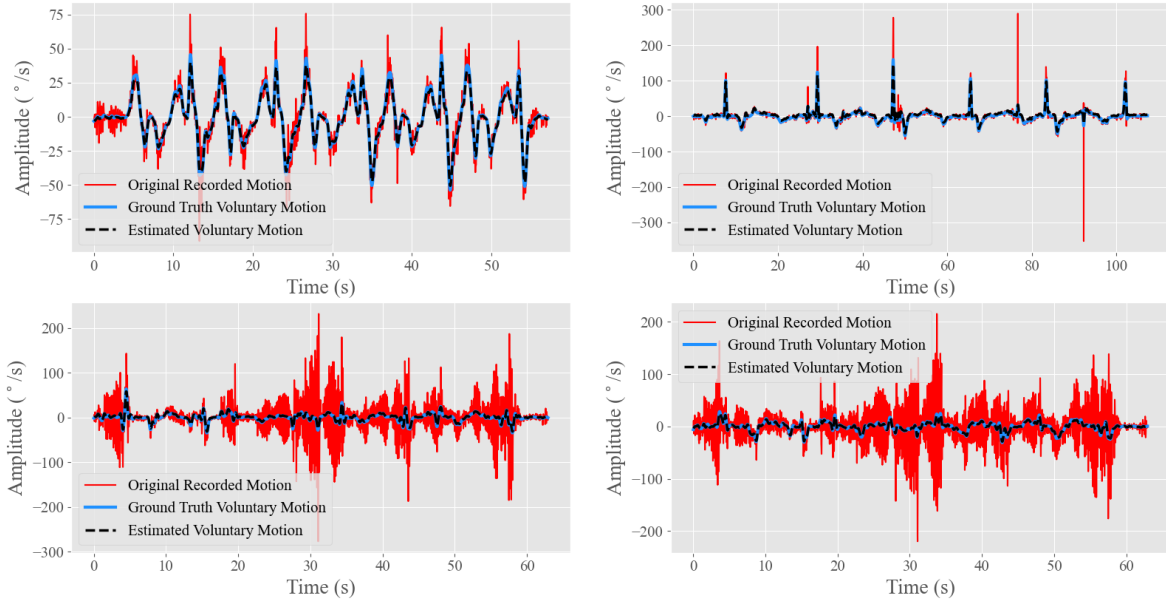 75
50
25
0
−25
−50
−75
Amplitude ( °/s)
Original Recorded Motion
Ground Truth Voluntary Motion
Estimated Voluntary Motion
0 10 20 30 40 50
Time (s)
300
200
100
0
−100
−200
−300
Amplitude ( °/s)
Original Recorded Motion
Ground Truth Voluntary Motion
Estimated Voluntary Motion
0 20 40 60 80 100
Time (s)
200
100
0
−100
−200
−300
Amplitude ( °/s)
Original Recorded Motion
Ground Truth Voluntary Motion
Estimated Voluntary Motion
0 10 20 30 40 50 60
Time (s)
200
100
0
−100
−200
Amplitude ( °/s)
Original Recorded Motion
Ground Truth Voluntary Motion
Estimated Voluntary Motion
0 10 20 30 40 50 60
Time (s)